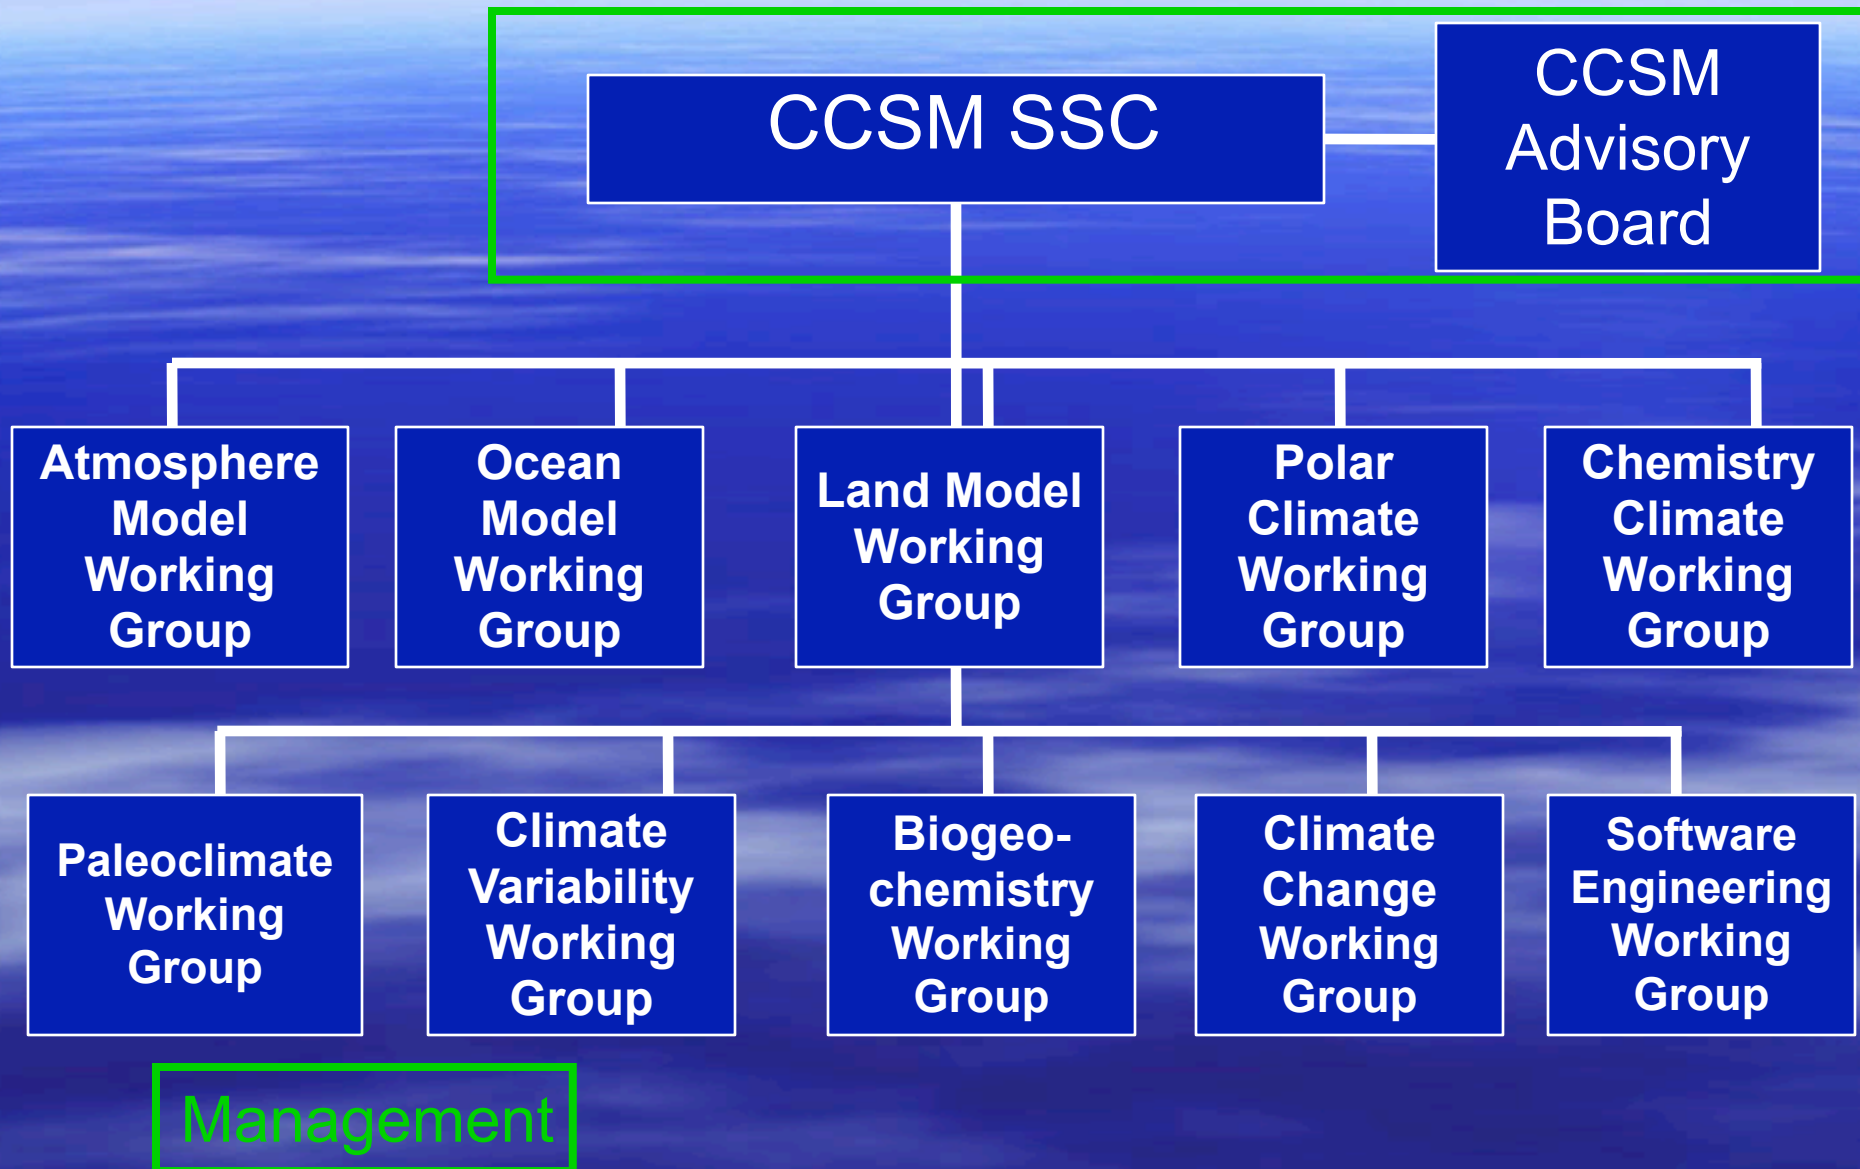 CCSM SSC
CCSM
Advisory
Board
Atmosphere
Model
Working
Group
Ocean
Model
Working
Group
Land Model
Working
Group
Polar
Climate
Working
Group
Chemistry
Climate
Working
Group
Paleoclimate
Working
Group
Climate
Variability
Working
Group
Biogeo-
chemistry
Working
Group
Climate
Change
Working
Group
Software
Engineering
Working
Group
Management